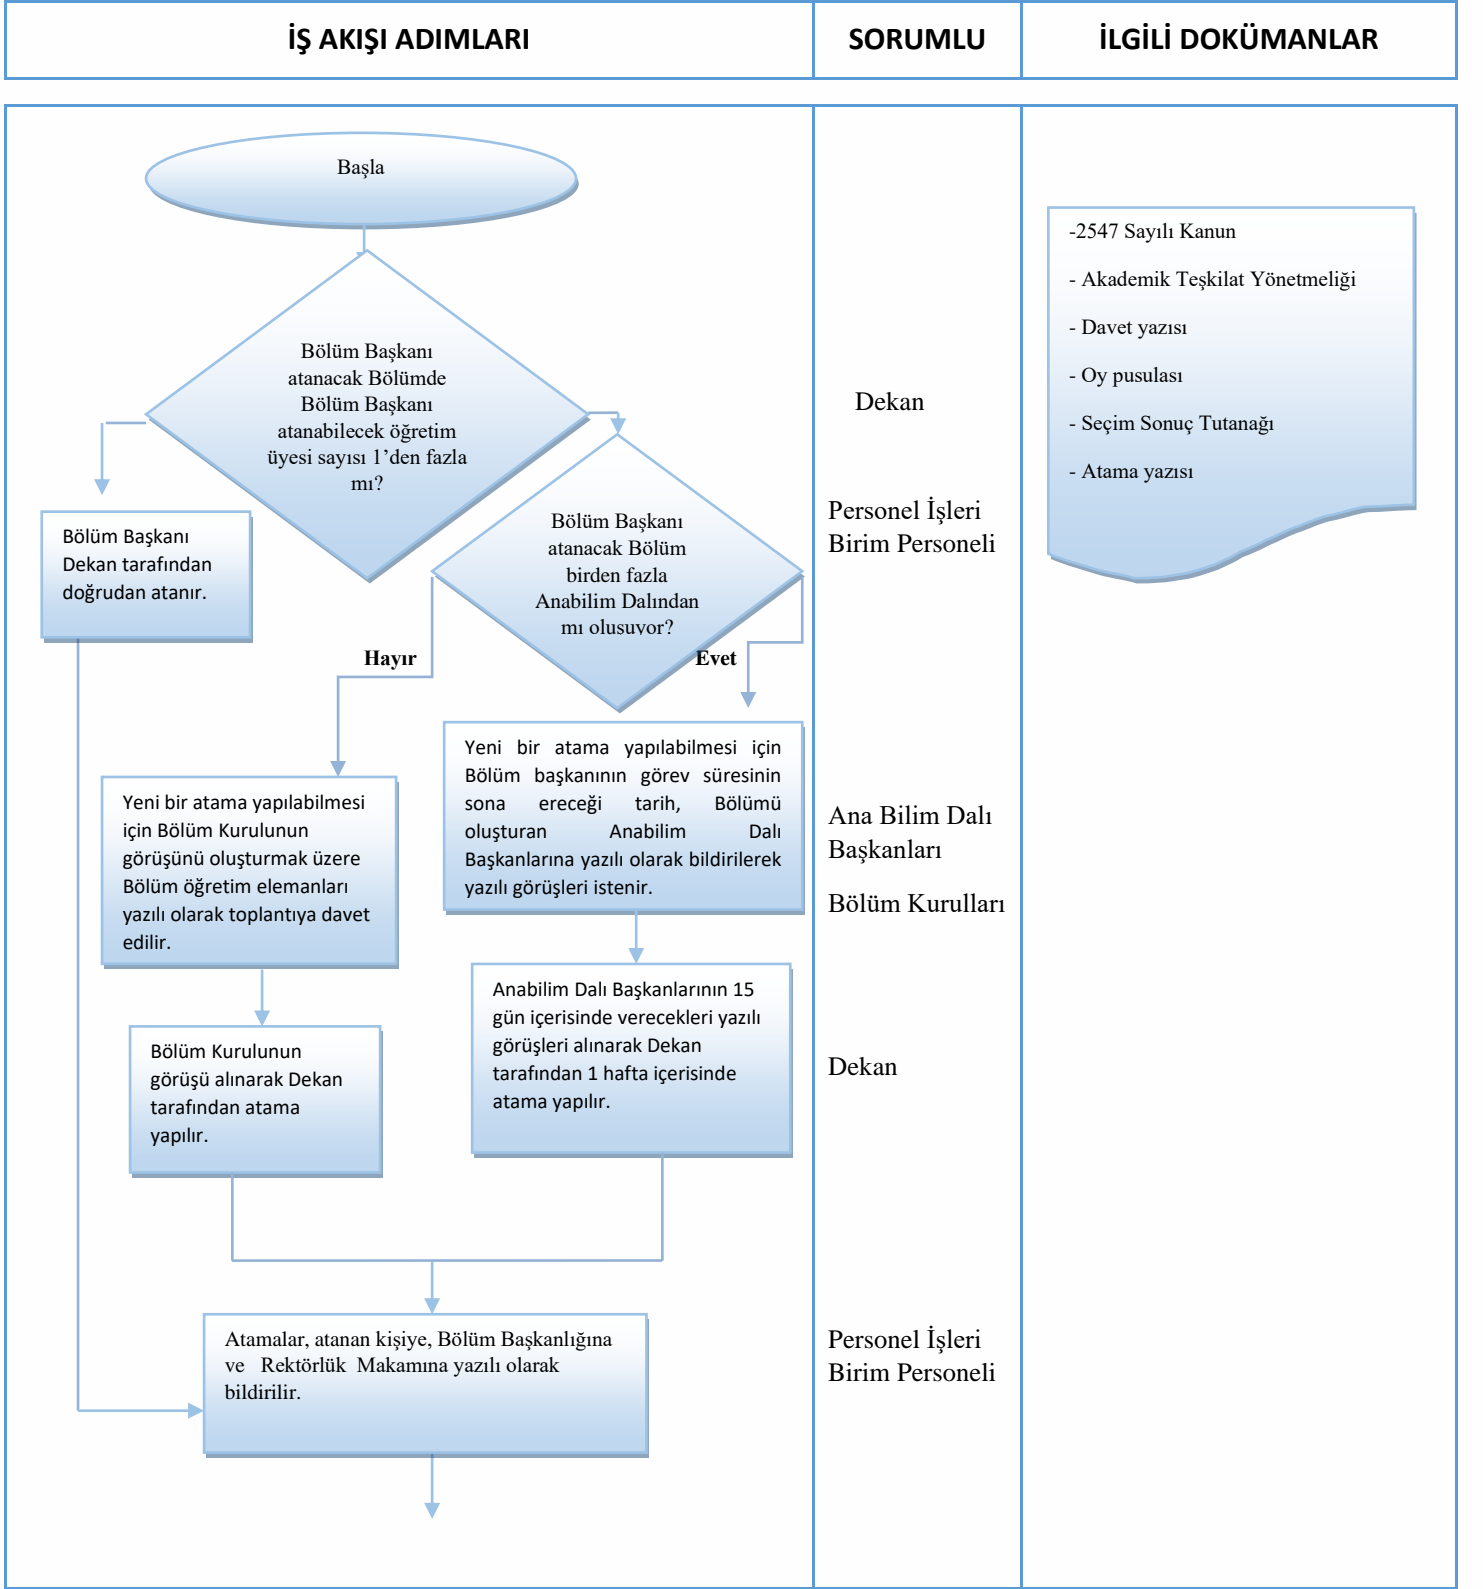 İŞ AKIŞI ADIMLARI
SORUMLU
İLGİLİ DOKÜMANLAR
Başla
Bölüm Başkanı
atanacak Bölümde
Bölüm Başkanı
atanabilecek öğretim
üyesi sayısı 1’den fazla
mı?
Bölüm Başkanı
Dekan tarafından
doğrudan atanır.
Bölüm Başkanı
atanacak Bölüm
birden fazla
Anabilim Dalından
mı oluşuyor?
Hayır
Evet
Yeni bir atama yapılabilmesi
için Bölüm Kurulunun
görüşünü oluşturmak üzere
Bölüm öğretim elemanları
yazılı olarak toplantıya davet
edilir.
Yeni bir atama yapılabilmesi için
Bölüm başkanının görev süresinin
sona ereceği tarih, Bölümü
oluşturan Anabilim Dalı
Başkanlarına yazılı olarak bildirilerek
yazılı görüşleri istenir.
Bölüm Kurulunun
görüşü alınarak Dekan
tarafından atama
yapılır.
Anabilim Dalı Başkanlarının 15
gün içerisinde verecekleri yazılı
görüşleri alınarak Dekan
tarafından 1 hafta içerisinde
atama yapılır.
Atamalar, atanan kişiye, Bölüm Başkanlığına
ve Rektörlük Makamına yazılı olarak
bildirilir.
Dekan
Personel İşleri
Birim Personeli
Ana Bilim Dalı
Başkanları
Bölüm Kurulları
Dekan
Personel İşleri
Birim Personeli
-2547 Sayılı Kanun
- Akademik Teşkilat Yönetmeliği
- Davet yazısı
- Oy pusulası
- Seçim Sonuç Tutanağı
- Atama yazısı